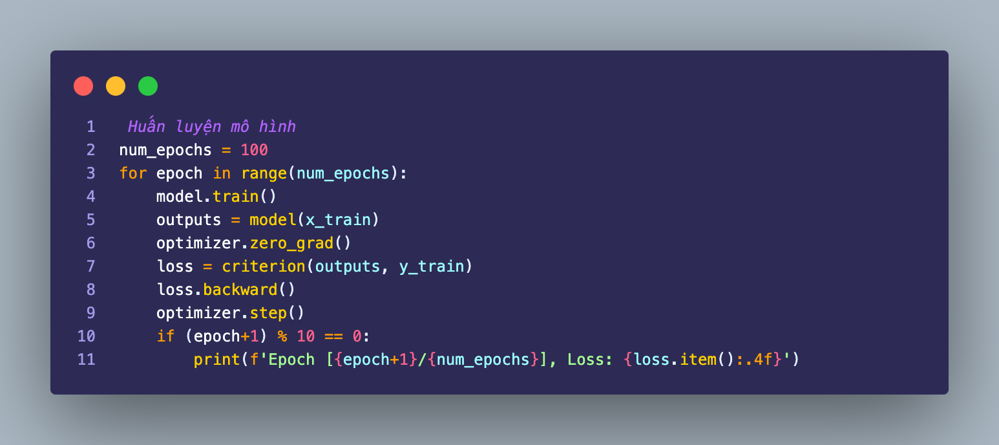 1 Huấn luyện mô hình
2 num_epochs = 100
3 for epoch in range(num_epochs):
4     model.train()
5     outputs = model(x_train)
6     optimizer.zero_grad()
7     loss = criterion(outputs, y_train)
8     loss.backward()
9     optimizer.step()
10     if (epoch+1) % 10 == 0:
11         print(f'Epoch [{epoch+1}/{num_epochs}], Loss: {loss.item():.4f}')